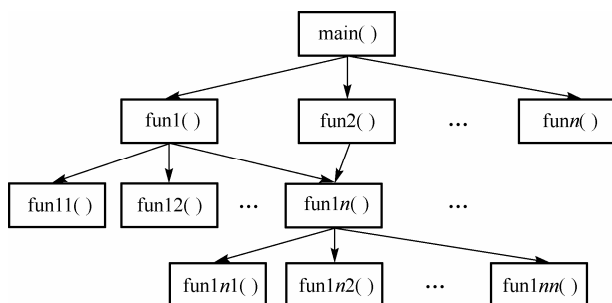 main( )
fun1( ) fun2( ) ... funn( )
fun11( ) fun12( ) ... fun1n( ) ...
fun1n1( ) fun1n2( ) ... fun1nn( )